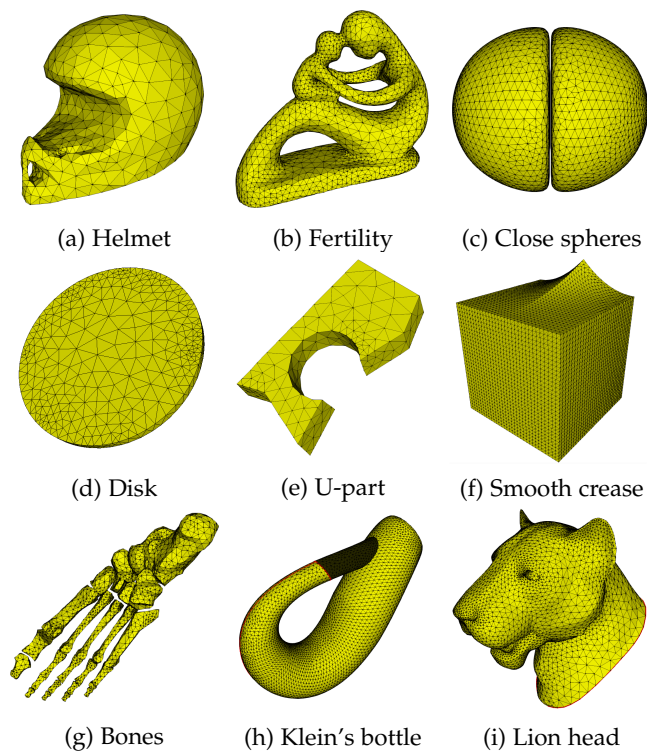 (a) Helmet
(b) Fertility
(c) Close spheres
(d) Disk
(e) U-part
(f) Smooth crease
(g) Bones
(h) Klein's bottle
(i) Lion head